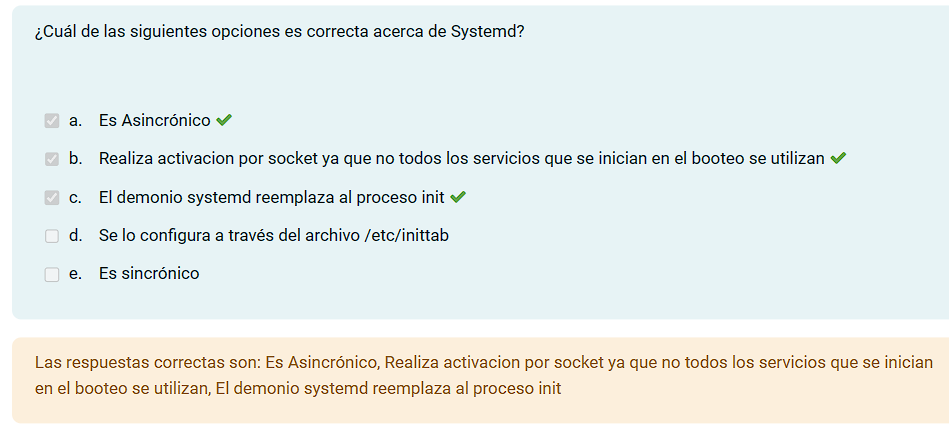 ¿Cuál de las siguientes opciones es correcta acerca de Systemd?
a. Es Asincrónico
b. Realiza activacion por socket ya que no todos los servicios que se inician en el booteo se utilizan
c. El demonio systemd reemplaza al proceso init
d. Se lo configura a través del archivo /etc/inittab
e. Es sincrónico
Las respuestas correctas son: Es Asincrónico, Realiza activacion por socket ya que no todos los servicios que se inician
en el booteo se utilizan, El demonio systemd reemplaza al proceso init